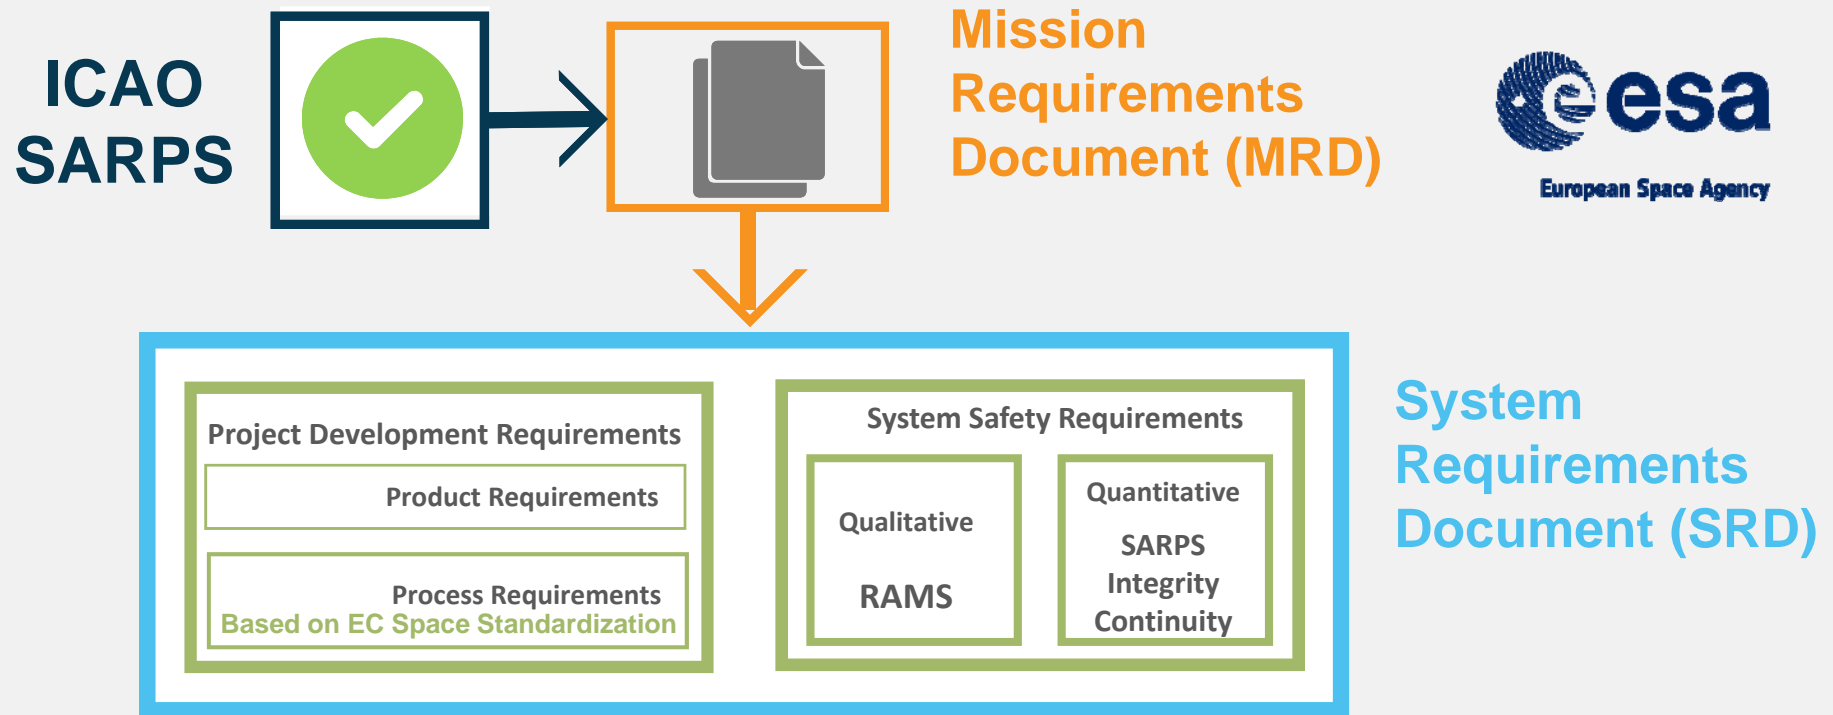 ICAO
SARPS
Mission
Requirements
Document (MRD)
esa
European Space Agency
Project Development Requirements
Product Requirements
Process Requirements
Based on EC Space Standardization
System Safety Requirements
Qualitative
RAMS
Quantitative
SARPS
Integrity
Continuity
System
Requirements
Document (SRD)